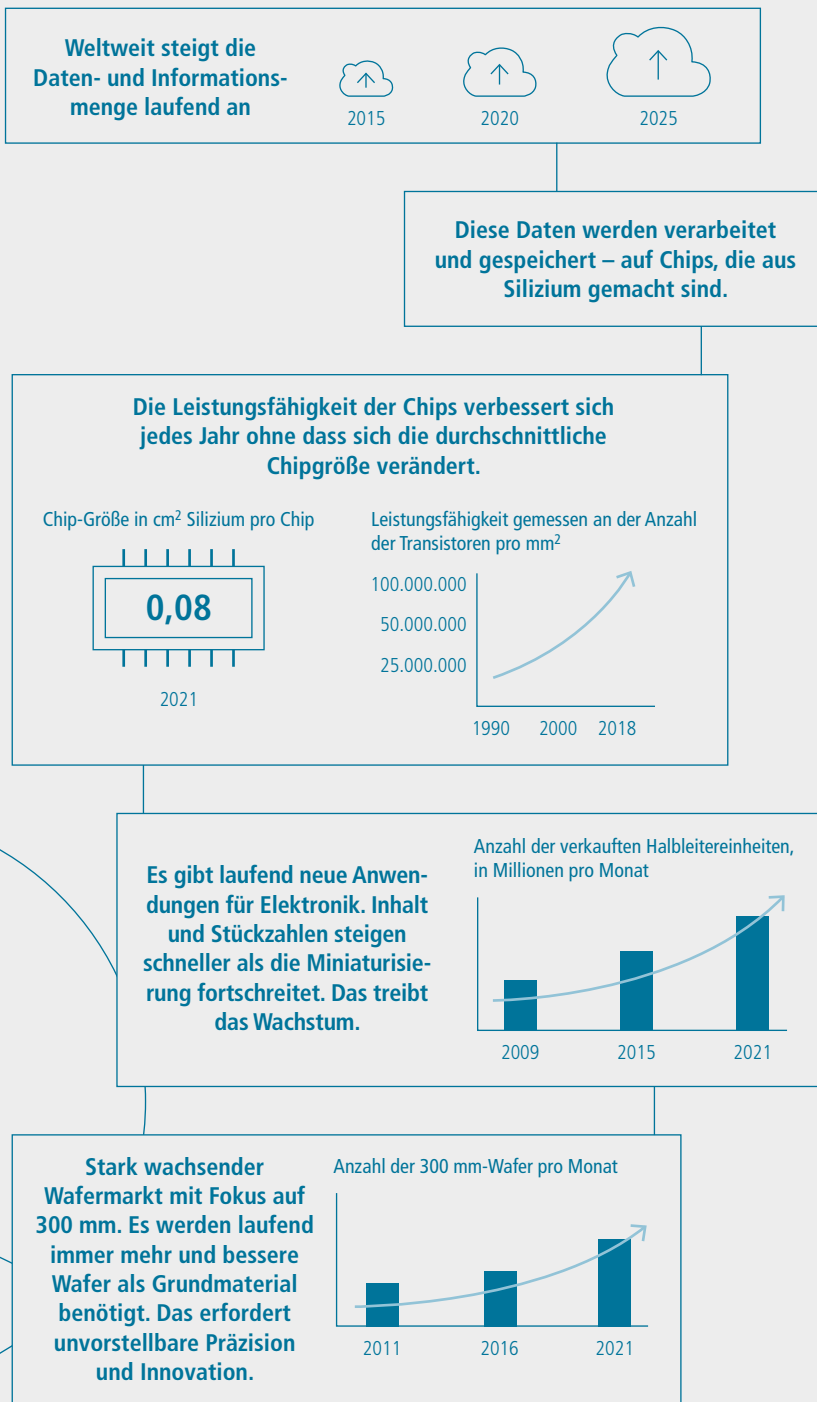 Weltweit steigt die
Daten- und Informations-
menge laufend an
2015
2020
2025
Diese Daten werden verarbeitet
und gespeichert – auf Chips, die aus
Silizium gemacht sind.
Die Leistungsfähigkeit der Chips verbessert sich
jedes Jahr ohne dass sich die durchschnittliche
Chipgröße verändert.
Chip-Größe in cm² Silizium pro Chip
0,08
2021
Leistungsfähigkeit gemessen an der Anzahl
der Transistoren pro mm²
100.000.000
50.000.000
25.000.000
1990 2000 2018
Es gibt laufend neue Anwen-
dungen für Elektronik. Inhalt
und Stückzahlen steigen
schneller als die Miniaturisie-
rung fortschreitet. Das treibt
das Wachstum.
Anzahl der verkauften Halbleitereinheiten,
in Millionen pro Monat
2009 2015 2021
Stark wachsender
Wafermarkt mit Fokus auf
300 mm. Es werden laufend
immer mehr und bessere
Wafer als Grundmaterial
benötigt. Das erfordert
unvorstellbare Präzision
und Innovation.
Anzahl der 300 mm-Wafer pro Monat
2011 2016 2021